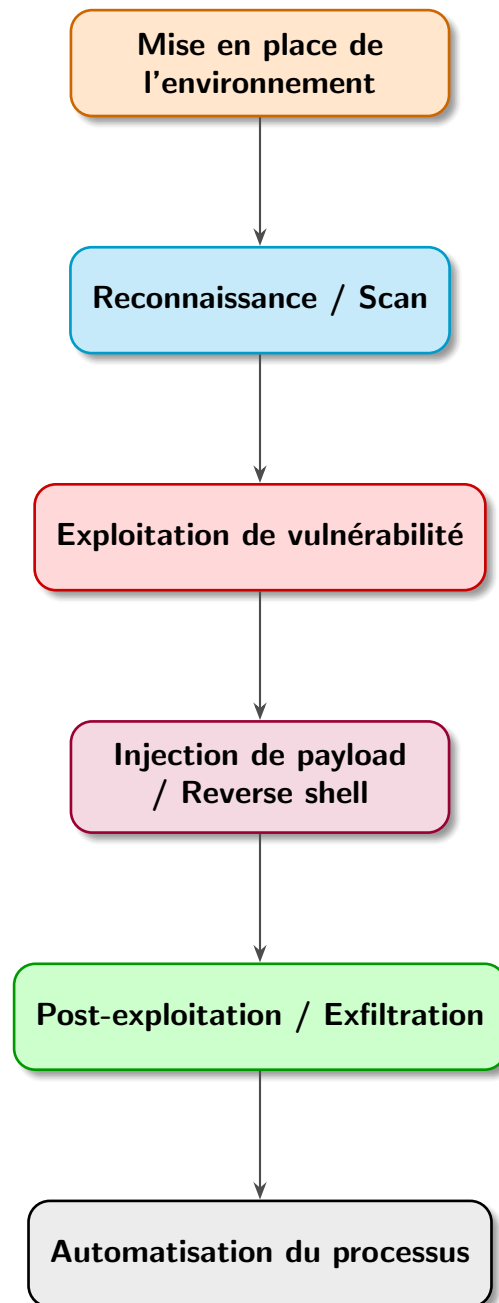 Mise en place de
l'environnement
Reconnaissance / Scan
Exploitation de vulnérabilité
Injection de payload
/ Reverse shell
Post-exploitation / Exfiltration
Automatisation du processus